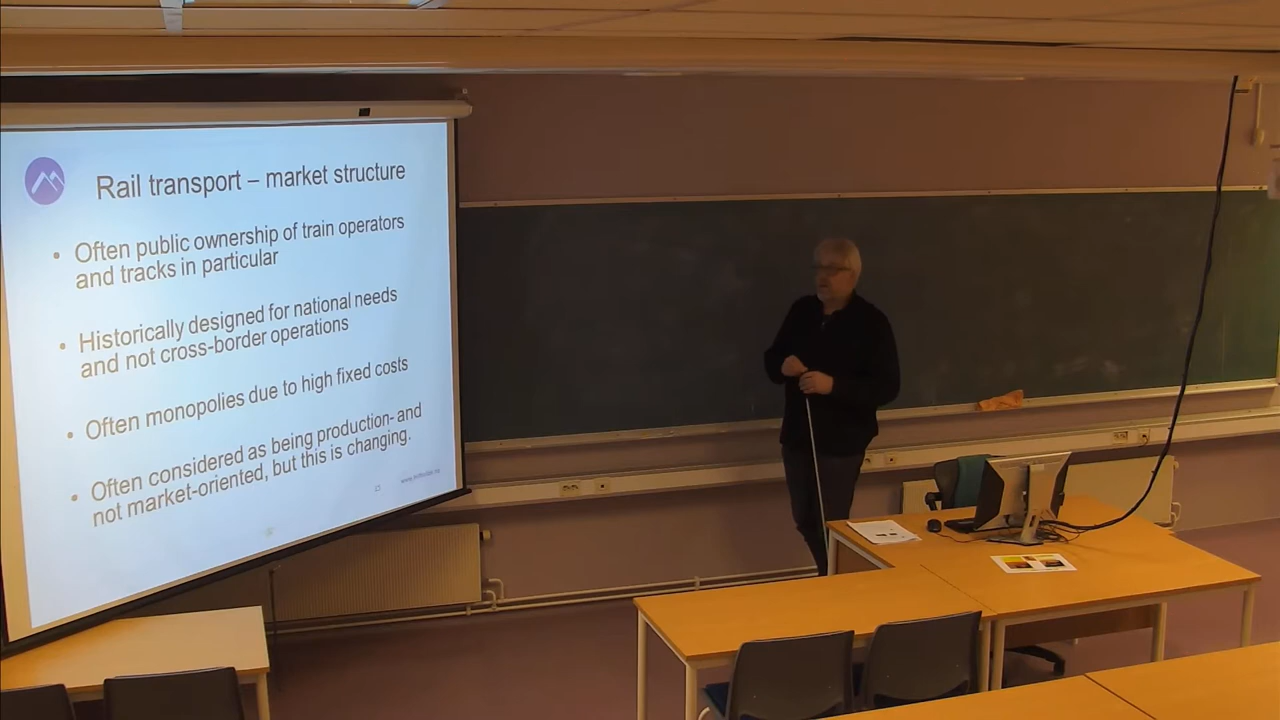 Rail transport – market structure
• Often public ownership of train operators
and tracks in particular
• Historically designed for national needs
and not cross-border operations
• Often monopolies due to high fixed costs
• Often considered as being production- and
not market-oriented, but this is changing.